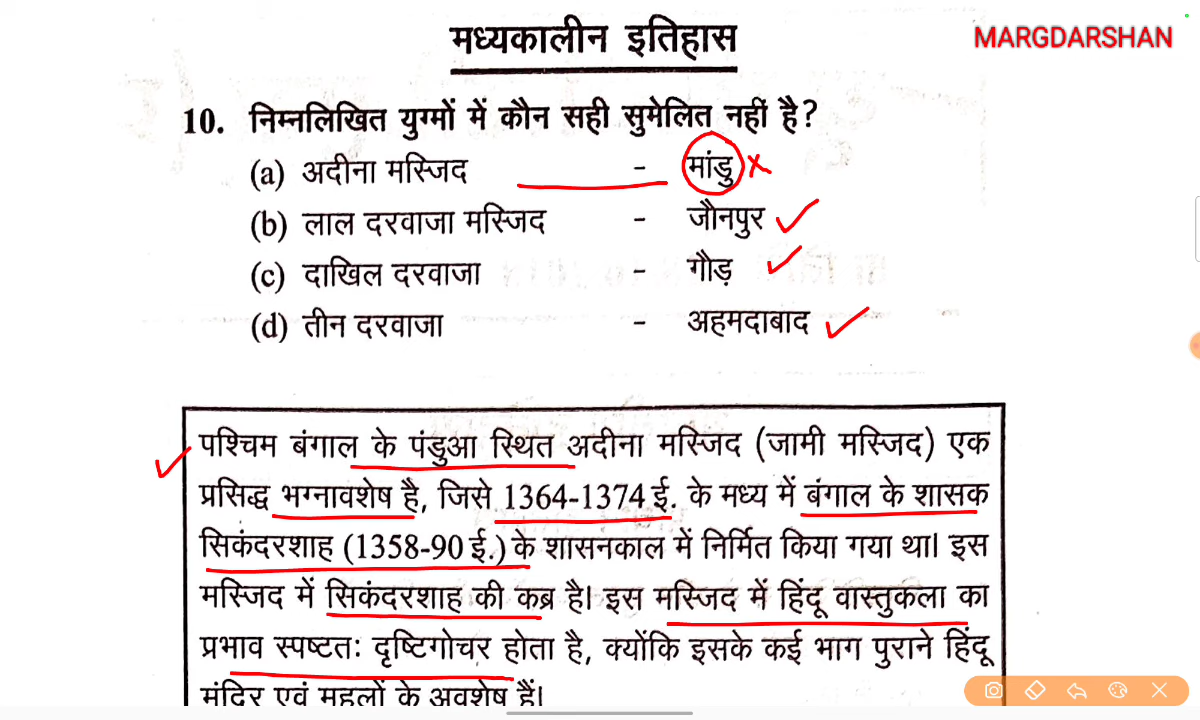 मध्यकालीन इतिहास
MARGDARSHAN
10. निम्नलिखित युग्मों में कौन सही सुमेलित नहीं है?
(a) अदीना मस्जिद - मांडु
(b) लाल दरवाजा मस्जिद - जौनपुर
(c) दाखिल दरवाजा - गौड़
(d) तीन दरवाजा - अहमदाबाद
पश्चिम बंगाल के पंडुआ स्थित अदीना मस्जिद (जामी मस्जिद) एक
प्रसिद्ध भग्नावशेष है, जिसे 1364-1374 ई. के मध्य में बंगाल के शासक
सिकंदरशाह (1358-90 ई.) के शासनकाल में निर्मित किया गया था। इस
मस्जिद में सिकंदरशाह की कब्र है। इस मस्जिद में हिंदू वास्तुकला का
प्रभाव स्पष्टतः दृष्टिगोचर होता है, क्योंकि इसके कई भाग पुराने हिंदू
मंदिर एवं महलों के अवशेष हैं।